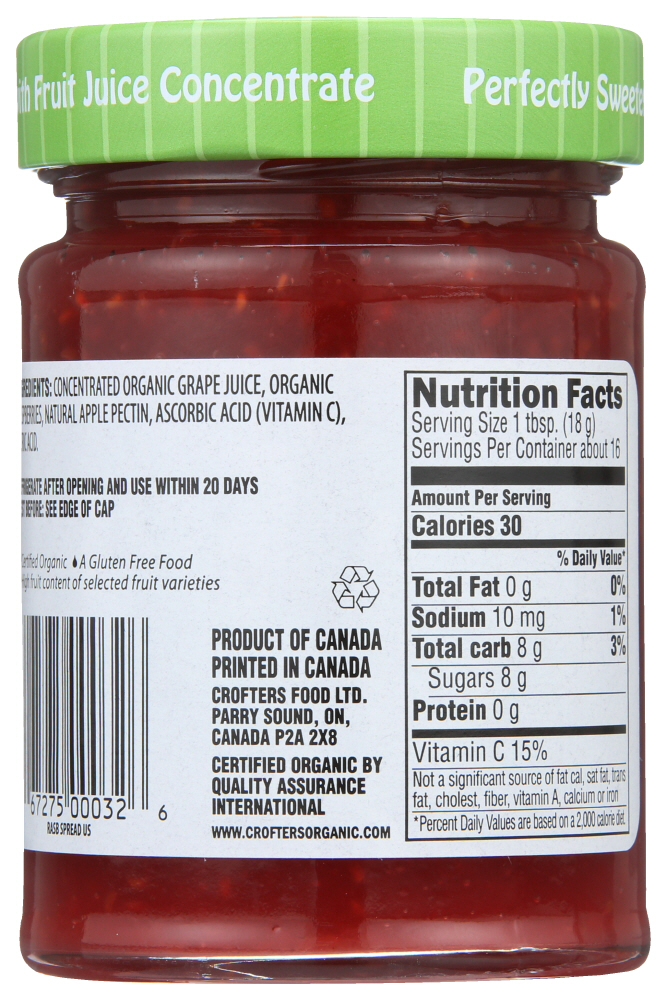 ith Fruit Juice Concentrate Perfectly Sweete
REDIENTS: CONCENTRATED ORGANIC GRAPE JUICE, ORGANIC
PBERRIES, NATURAL APPLE PECTIN, ASCORBIC ACID (VITAMIN C),
RIC ACID.
FRIGERATE AFTER OPENING AND USE WITHIN 20 DAYS
ST BEFORE: SEE EDGE OF CAP
Certified Organic A Gluten Free Food
igh fruit content of selected fruit varieties
PRODUCT OF CANADA
PRINTED IN CANADA
CROFTERS FOOD LTD.
PARRY SOUND, ON,
CANADA P2A 2X8
CERTIFIED ORGANIC BY
QUALITY ASSURANCE
INTERNATIONAL
WWW.CROFTERSORGANIC.COM
67275 00032 6
RASB SPREAD US
Nutrition Facts
Serving Size 1 tbsp. (18 g)
Servings Per Container about 16
Amount Per Serving
Calories 30
% Daily Value*
Total Fat 0 g 0%
Sodium 10 mg 1%
Total carb 8 g 3%
Sugars 8 g
Protein 0 g
Vitamin C 15%
Not a significant source of fat cal, sat fat, trans
fat, cholest, fiber, vitamin A, calcium or iron
*Percent Daily Values are based on a 2,000 calorie diet.